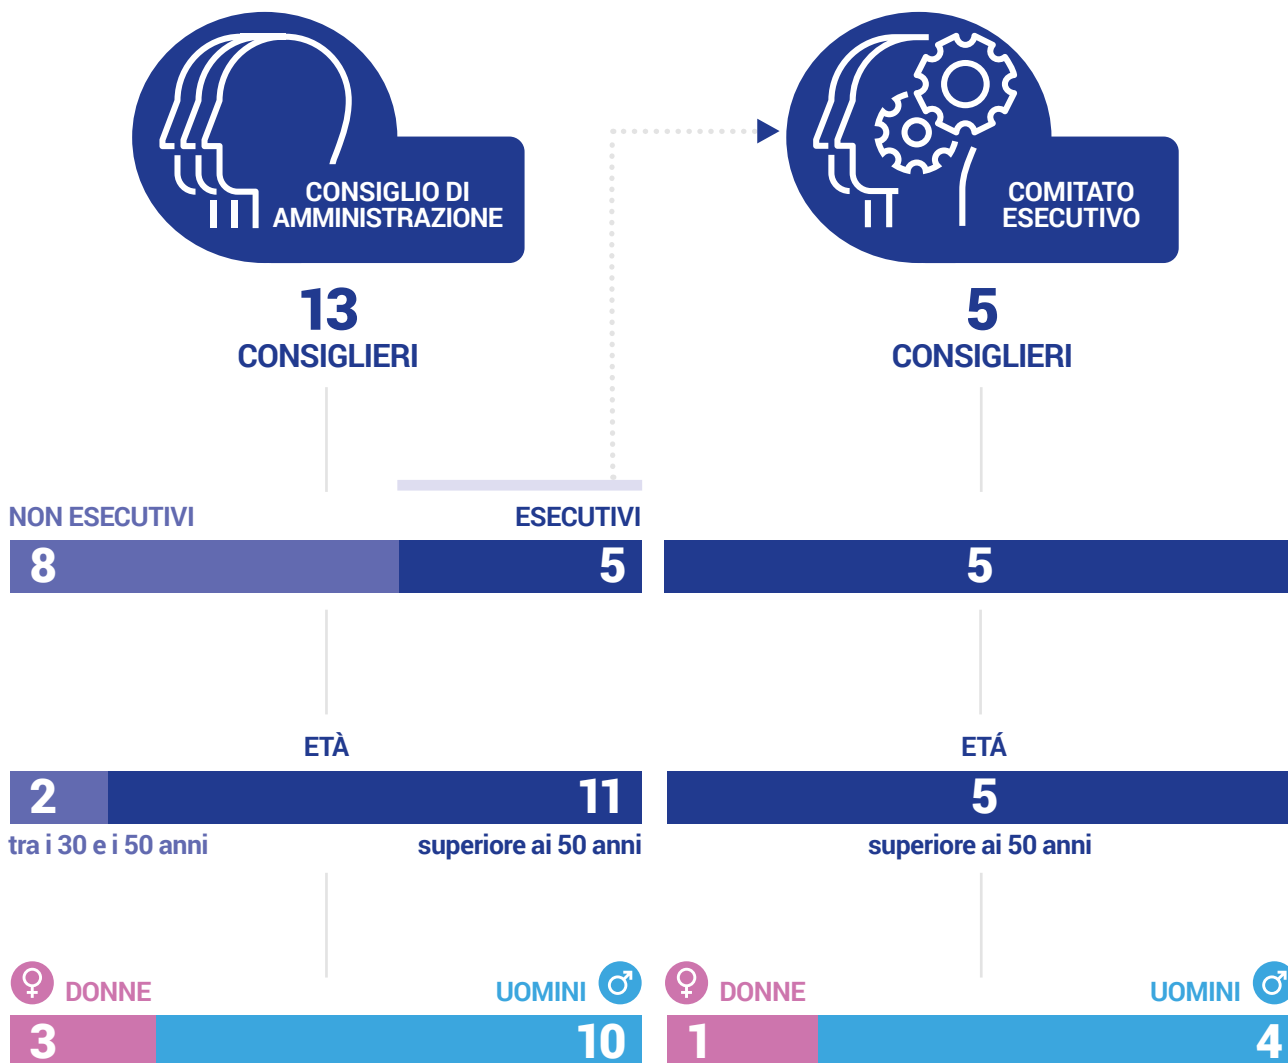 CONSIGLIO DI
AMMINISTRAZIONE
13
CONSIGLIERI
NON ESECUTIVI
ESECUTIVI
8
5
ETÀ
2
11
tra i 30 e i 50 anni
superiore ai 50 anni
DONNE
UOMINI
3
10
COMITATO
ESECUTIVO
5
CONSIGLIERI
5
ETÁ
5
superiore ai 50 anni
DONNE
UOMINI
1
4